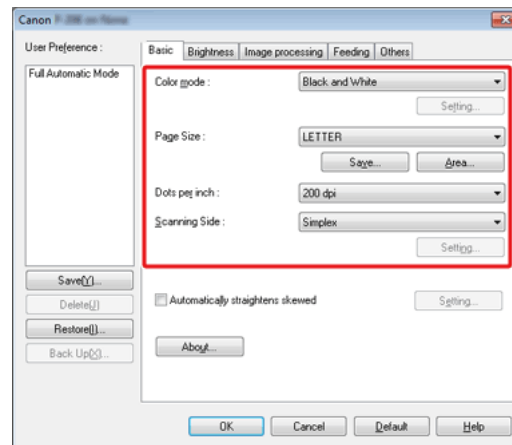 Canon
User Preference :
Full Automatic Mode
Save(Y)...
Delete(J)
Restore(I)...
Back Up(X)...
Basic
Brightness
Image processing
Feeding
Others
Color mode :
Black and White
Setting...
Page Size :
LETTER
Save...
Area...
Dots per inch :
200 dpi
Scanning Side :
Simplex
Setting...
Automatically straightens skewed
Setting...
About...
OK
Cancel
Default
Help